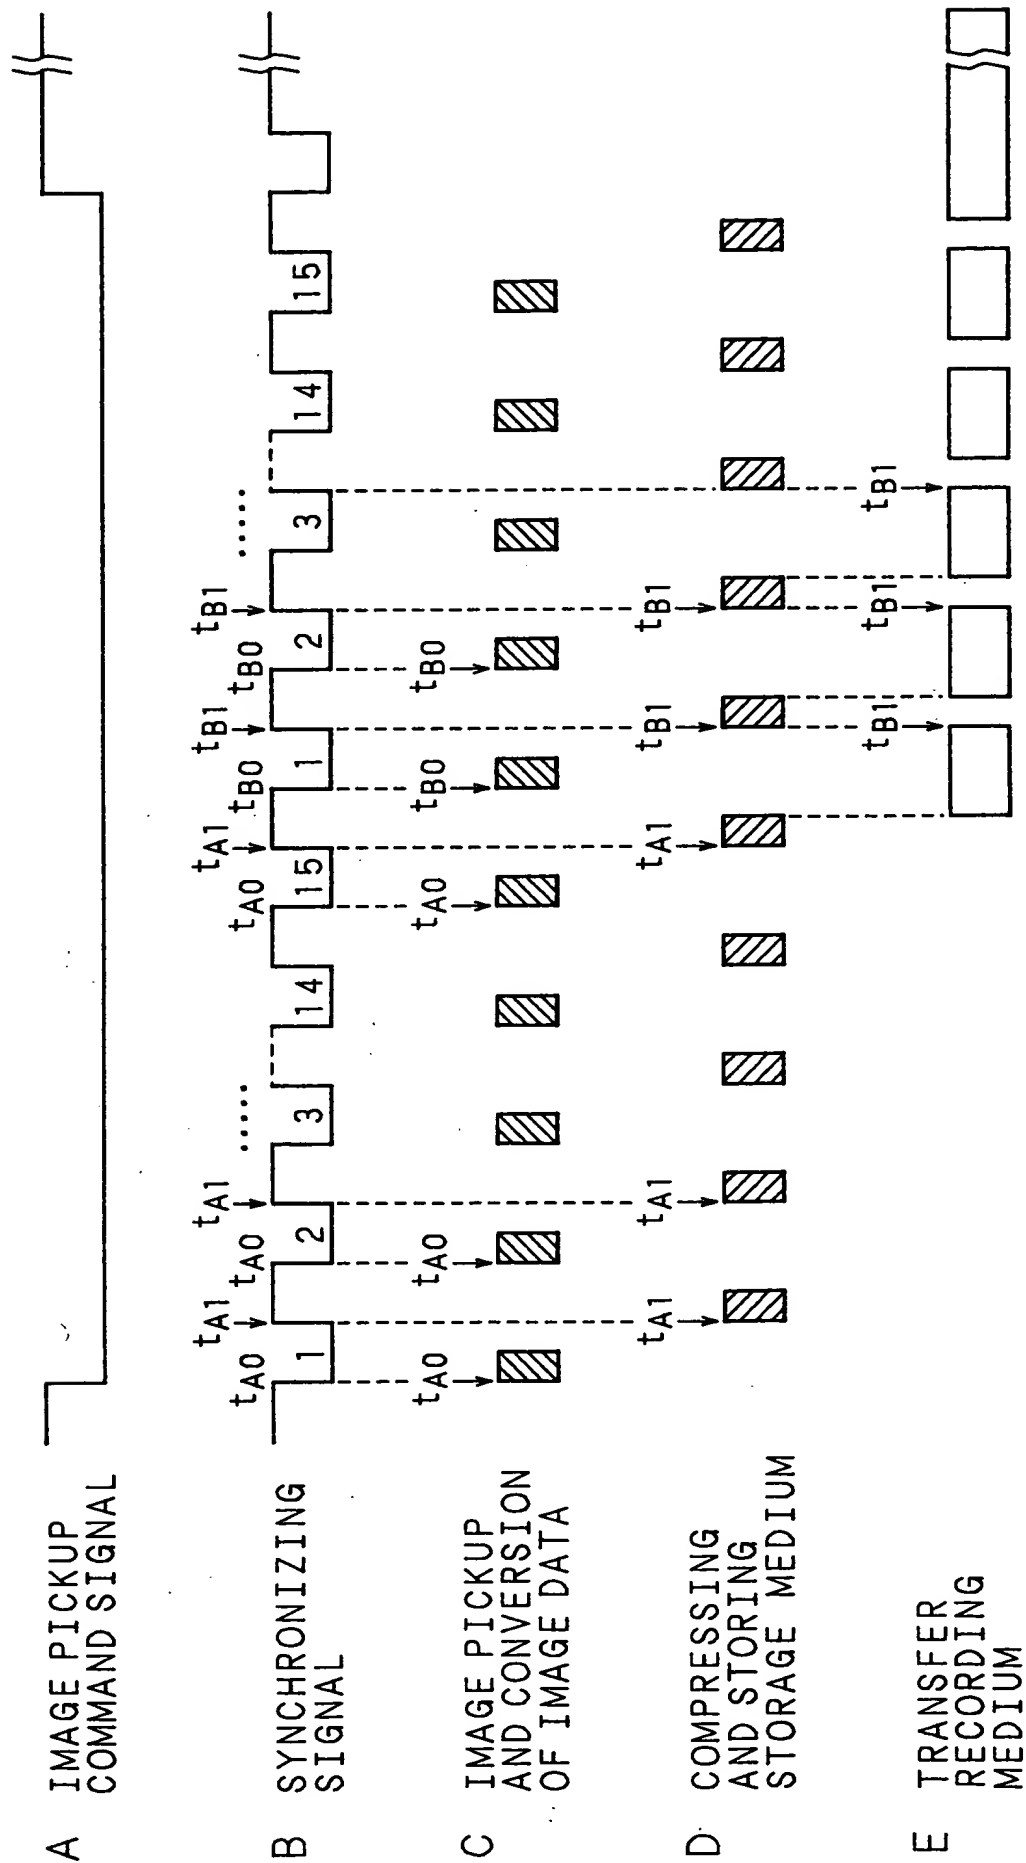 A IMAGE PICKUP
COMMAND SIGNAL
tA1 tA1 tA1 tB1 tB1
tA0 tA0 ..... tA0 tB0 tB0 .....
B SYNCHRONIZING
SIGNAL
1 2 3 14 15 1 2 3 14 15
tA0 tA0 tA0 tB0 tB0
C IMAGE PICKUP
AND CONVERSION
OF IMAGE DATA
tA1 tA1 tA1 tB1 tB1
D COMPRESSING
AND STORING
STORAGE MEDIUM
tB1 tB1 tB1
E TRANSFER
RECORDING
MEDIUM